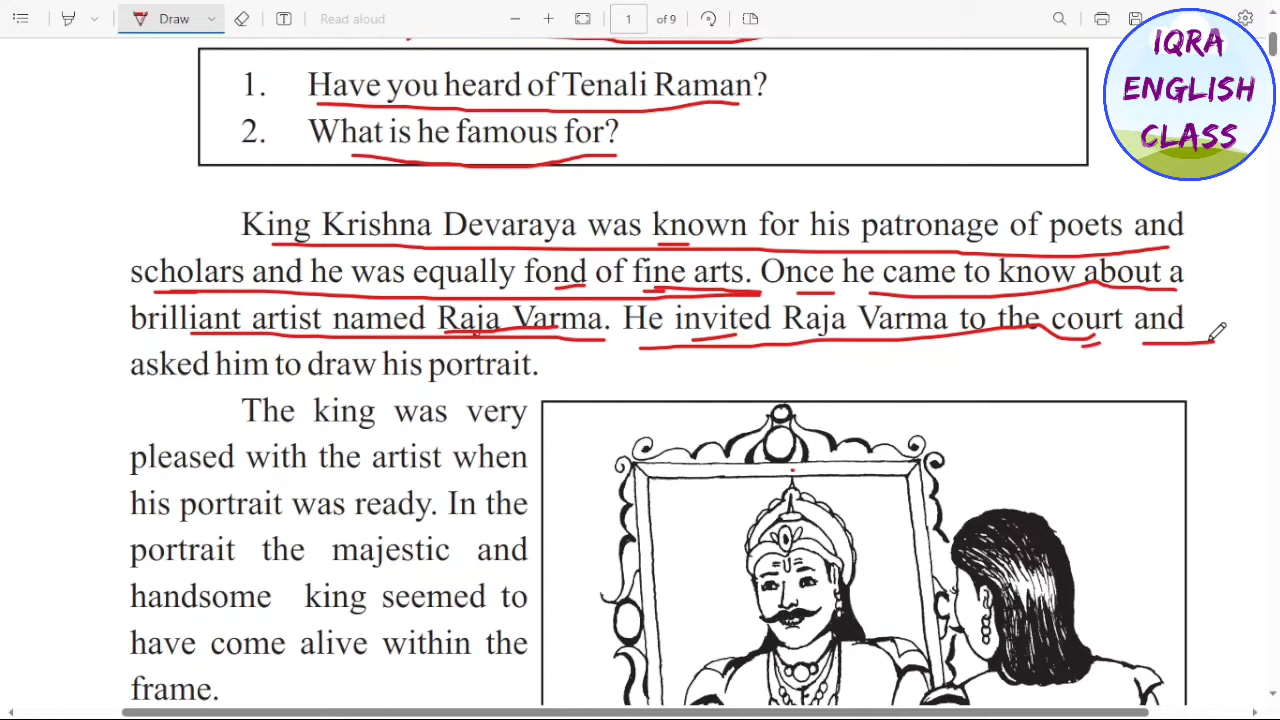 Draw
Read aloud
1
of 9
IQRA
ENGLISH
CLASS
1. Have you heard of Tenali Raman?
2. What is he famous for?
King Krishna Devaraya was known for his patronage of poets and
scholars and he was equally fond of fine arts. Once he came to know about a
brilliant artist named Raja Varma. He invited Raja Varma to the court and
asked him to draw his portrait.
The king was very
pleased with the artist when
his portrait was ready. In the
portrait the majestic and
handsome king seemed to
have come alive within the
frame.